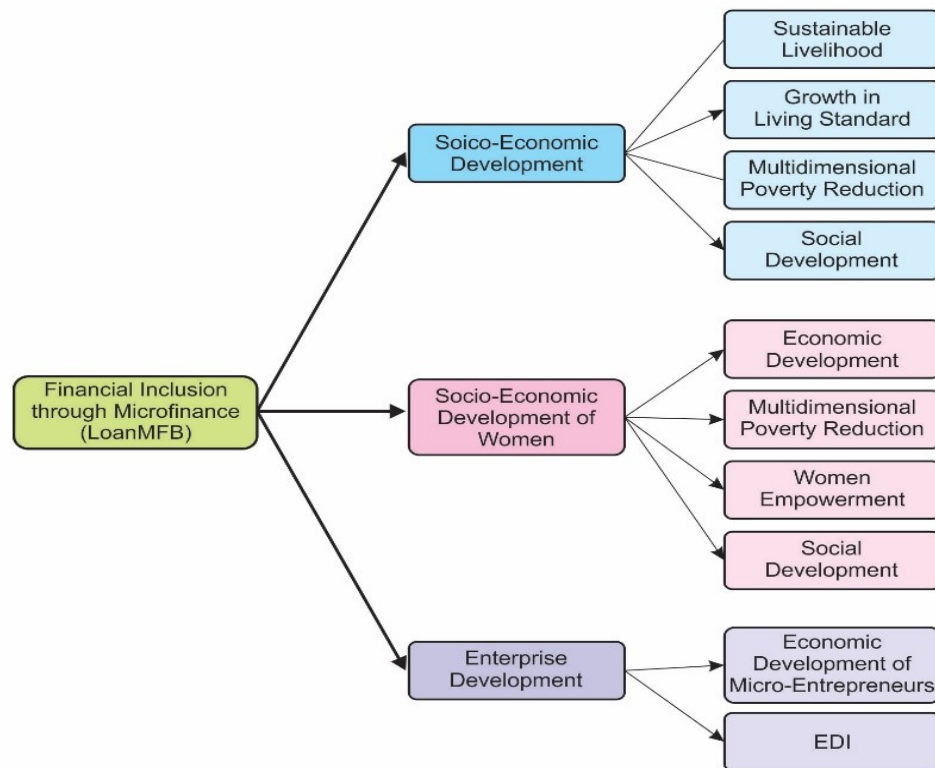 Sustainable
Livelihood
Growth in
Living Standard
Soico-Economic
Development
Multidimensional
Poverty Reduction
Social
Development
Economic
Development
Financial Inclusion
through Microfinance
(LoanMFB)
Socio-Economic
Development of
Women
Multidimensional
Poverty Reduction
Women
Empowerment
Social
Development
Enterprise
Development
Economic
Development of
Micro-Entrepreneurs
EDI